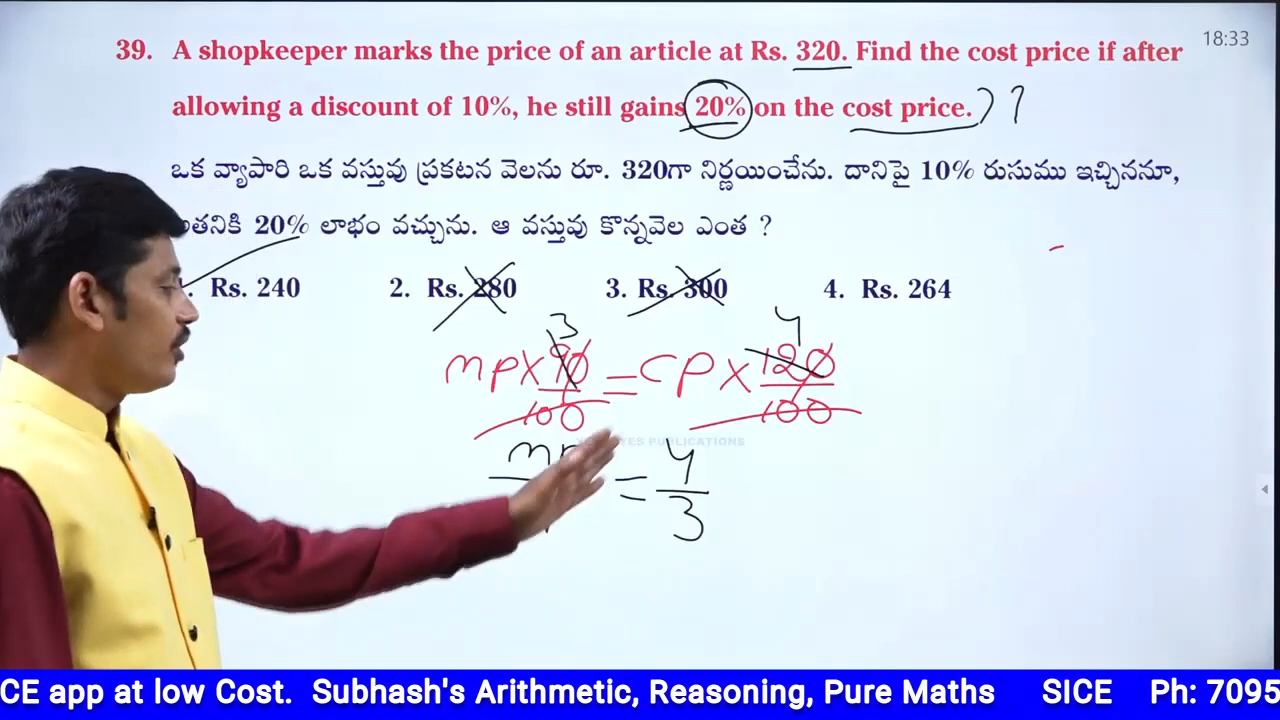 18:33
39. A shopkeeper marks the price of an article at Rs. 320. Find the cost price if after
allowing a discount of 10%, he still gains 20% on the cost price. ) ?
ఒక వ్యాపారి ఒక వస్తువు ప్రకటన వెలను రూ. 320గా నిర్ణయించేను. దానిపై 10% రుసుము ఇచ్చిననూ,
అతనికి 20% లాభం వచ్చును. ఆ వస్తువు కొన్నవెల ఎంత ?
Rs. 240 2. Rs. 280 3. Rs. 300 4. Rs. 264
3 4
MP X 90 = CP X 120
100 100
YES PUBLICATIONS
= 4
3
CE app at low Cost. Subhash's Arithmetic, Reasoning, Pure Maths SICE Ph: 7095